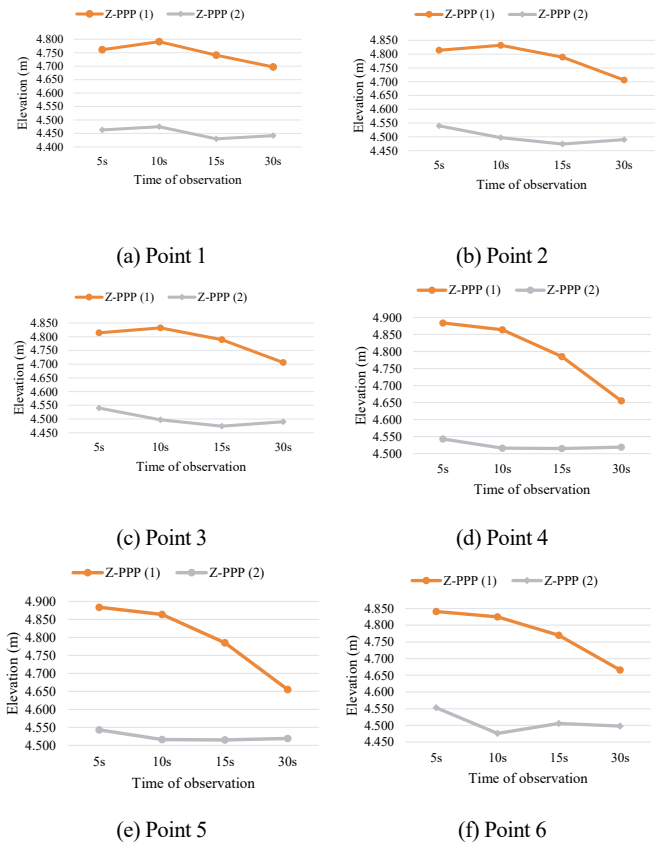 Z-PPP (1) Z-PPP (2)
Elevation (m)
4.800
4.750
4.700
4.650
4.600
4.550
4.500
4.450
4.400
5s 10s 15s 30s
Time of observation
(a) Point 1
Z-PPP (1) Z-PPP (2)
Elevation (m)
4.850
4.800
4.750
4.700
4.650
4.600
4.550
4.500
4.450
5s 10s 15s 30s
Time of observation
(b) Point 2
Z-PPP (1) Z-PPP (2)
Elevation (m)
4.850
4.800
4.750
4.700
4.650
4.600
4.550
4.500
4.450
5s 10s 15s 30s
Time of observation
(c) Point 3
Z-PPP (1) Z-PPP (2)
Elevation (m)
4.900
4.850
4.800
4.750
4.700
4.650
4.600
4.550
4.500
5s 10s 15s 30s
Time of observation
(d) Point 4
Z-PPP (1) Z-PPP (2)
Elevation (m)
4.900
4.850
4.800
4.750
4.700
4.650
4.600
4.550
4.500
5s 10s 15s 30s
Time of observation
(e) Point 5
Z-PPP (1) Z-PPP (2)
Elevation (m)
4.850
4.800
4.750
4.700
4.650
4.600
4.550
4.500
4.450
5s 10s 15s 30s
Time of observation
(f) Point 6